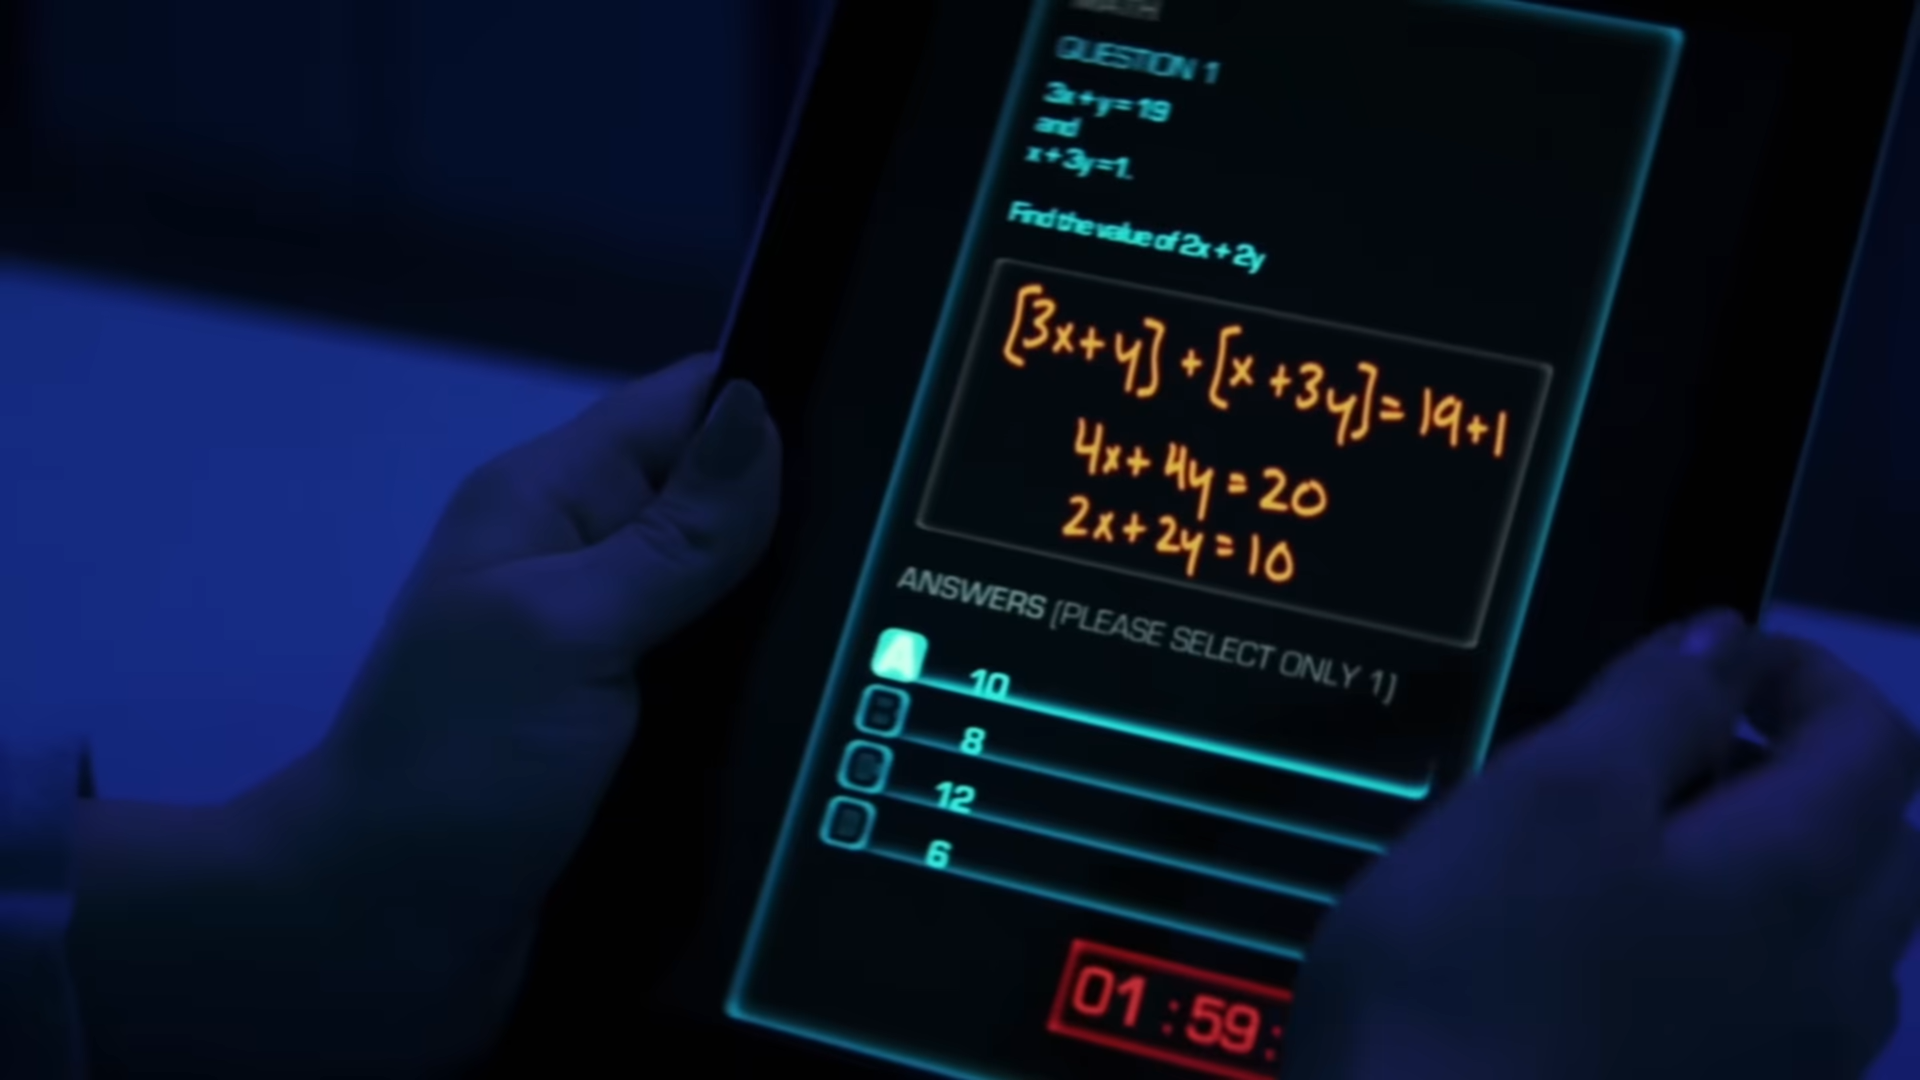 MATH
QUESTION 1
3x+y=19
and
x+3y=1.
Find the value of 2x+2y
[3x+y]+[x+3y]=19+1
4x+4y=20
2x+2y=10
ANSWERS [PLEASE SELECT ONLY 1]
A 10
B 8
C 12
D 6
01:59: